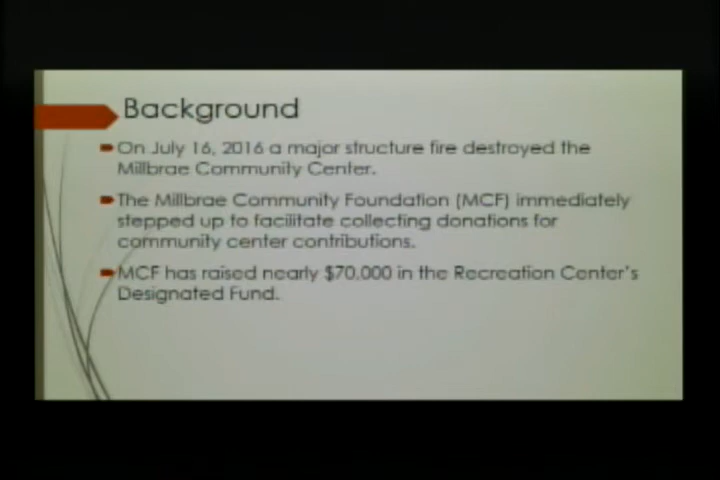 Background
On July 16, 2016 a major structure fire destroyed the
Millbrae Community Center.
The Millbrae Community Foundation (MCF) immediately
stepped up to facilitate collecting donations for
community center contributions.
MCF has raised nearly $70,000 in the Recreation Center's
Designated Fund.